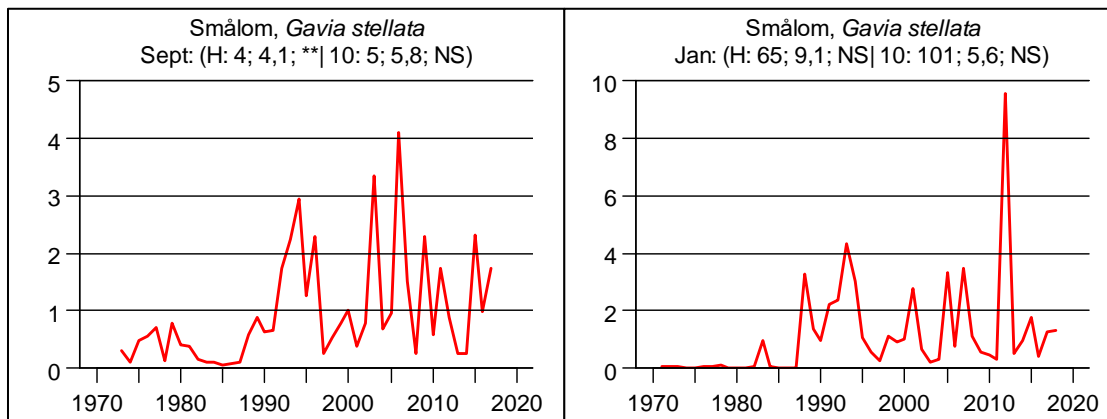 Smålom, Gavia stellata
Sept: (H: 4; 4,1; **| 10: 5; 5,8; NS)
5
4
3
2
1
0
1970 1980 1990 2000 2010 2020
Smålom, Gavia stellata
Jan: (H: 65; 9,1; NS| 10: 101; 5,6; NS)
10
8
6
4
2
0
1970 1980 1990 2000 2010 2020